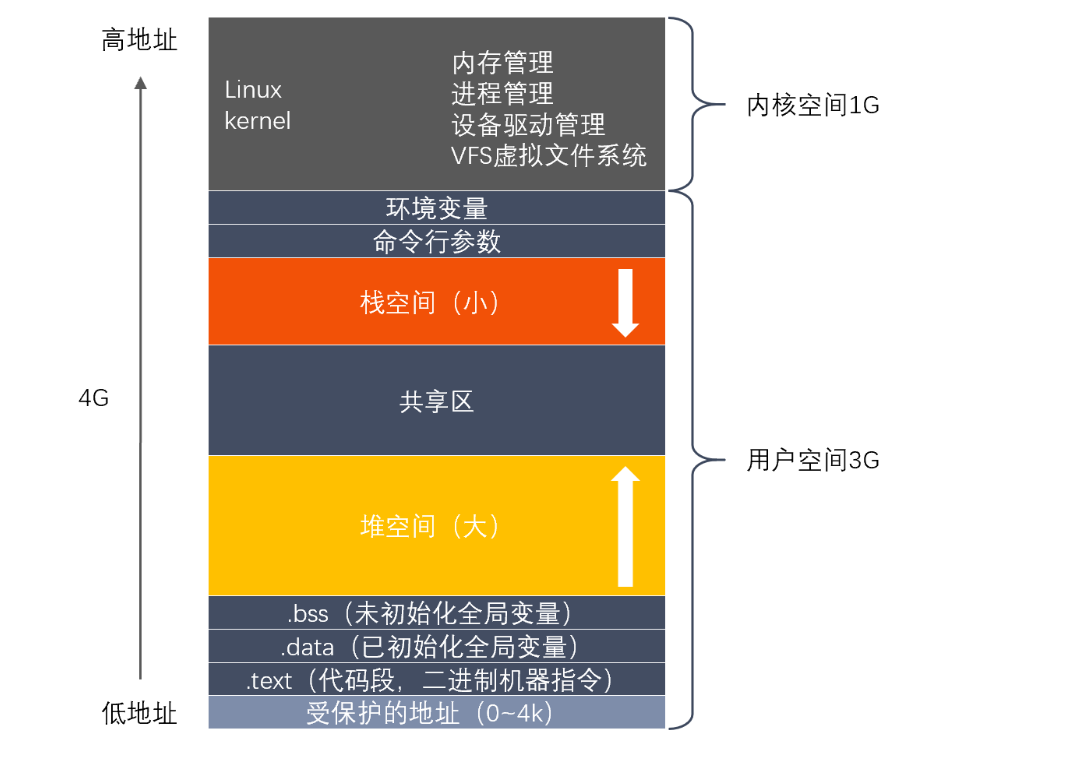 高地址
Linux
kernel
内存管理
进程管理
设备驱动管理
VFS虚拟文件系统
内核空间1G
环境变量
命令行参数
栈空间（小）
共享区
4G
用户空间3G
堆空间（大）
.bss（未初始化全局变量）
.data（已初始化全局变量）
.text（代码段，二进制机器指令）
低地址
受保护的地址（0~4k）